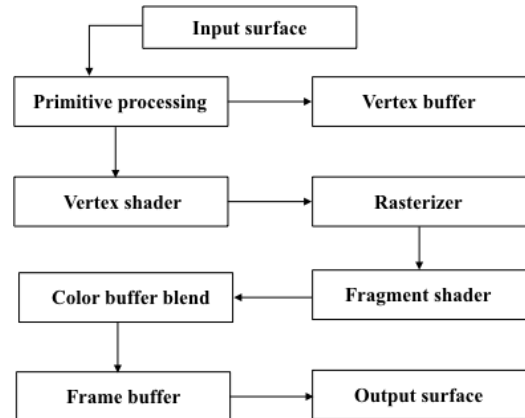 Input surface
Primitive processing
Vertex buffer
Vertex shader
Rasterizer
Color buffer blend
Fragment shader
Frame buffer
Output surface